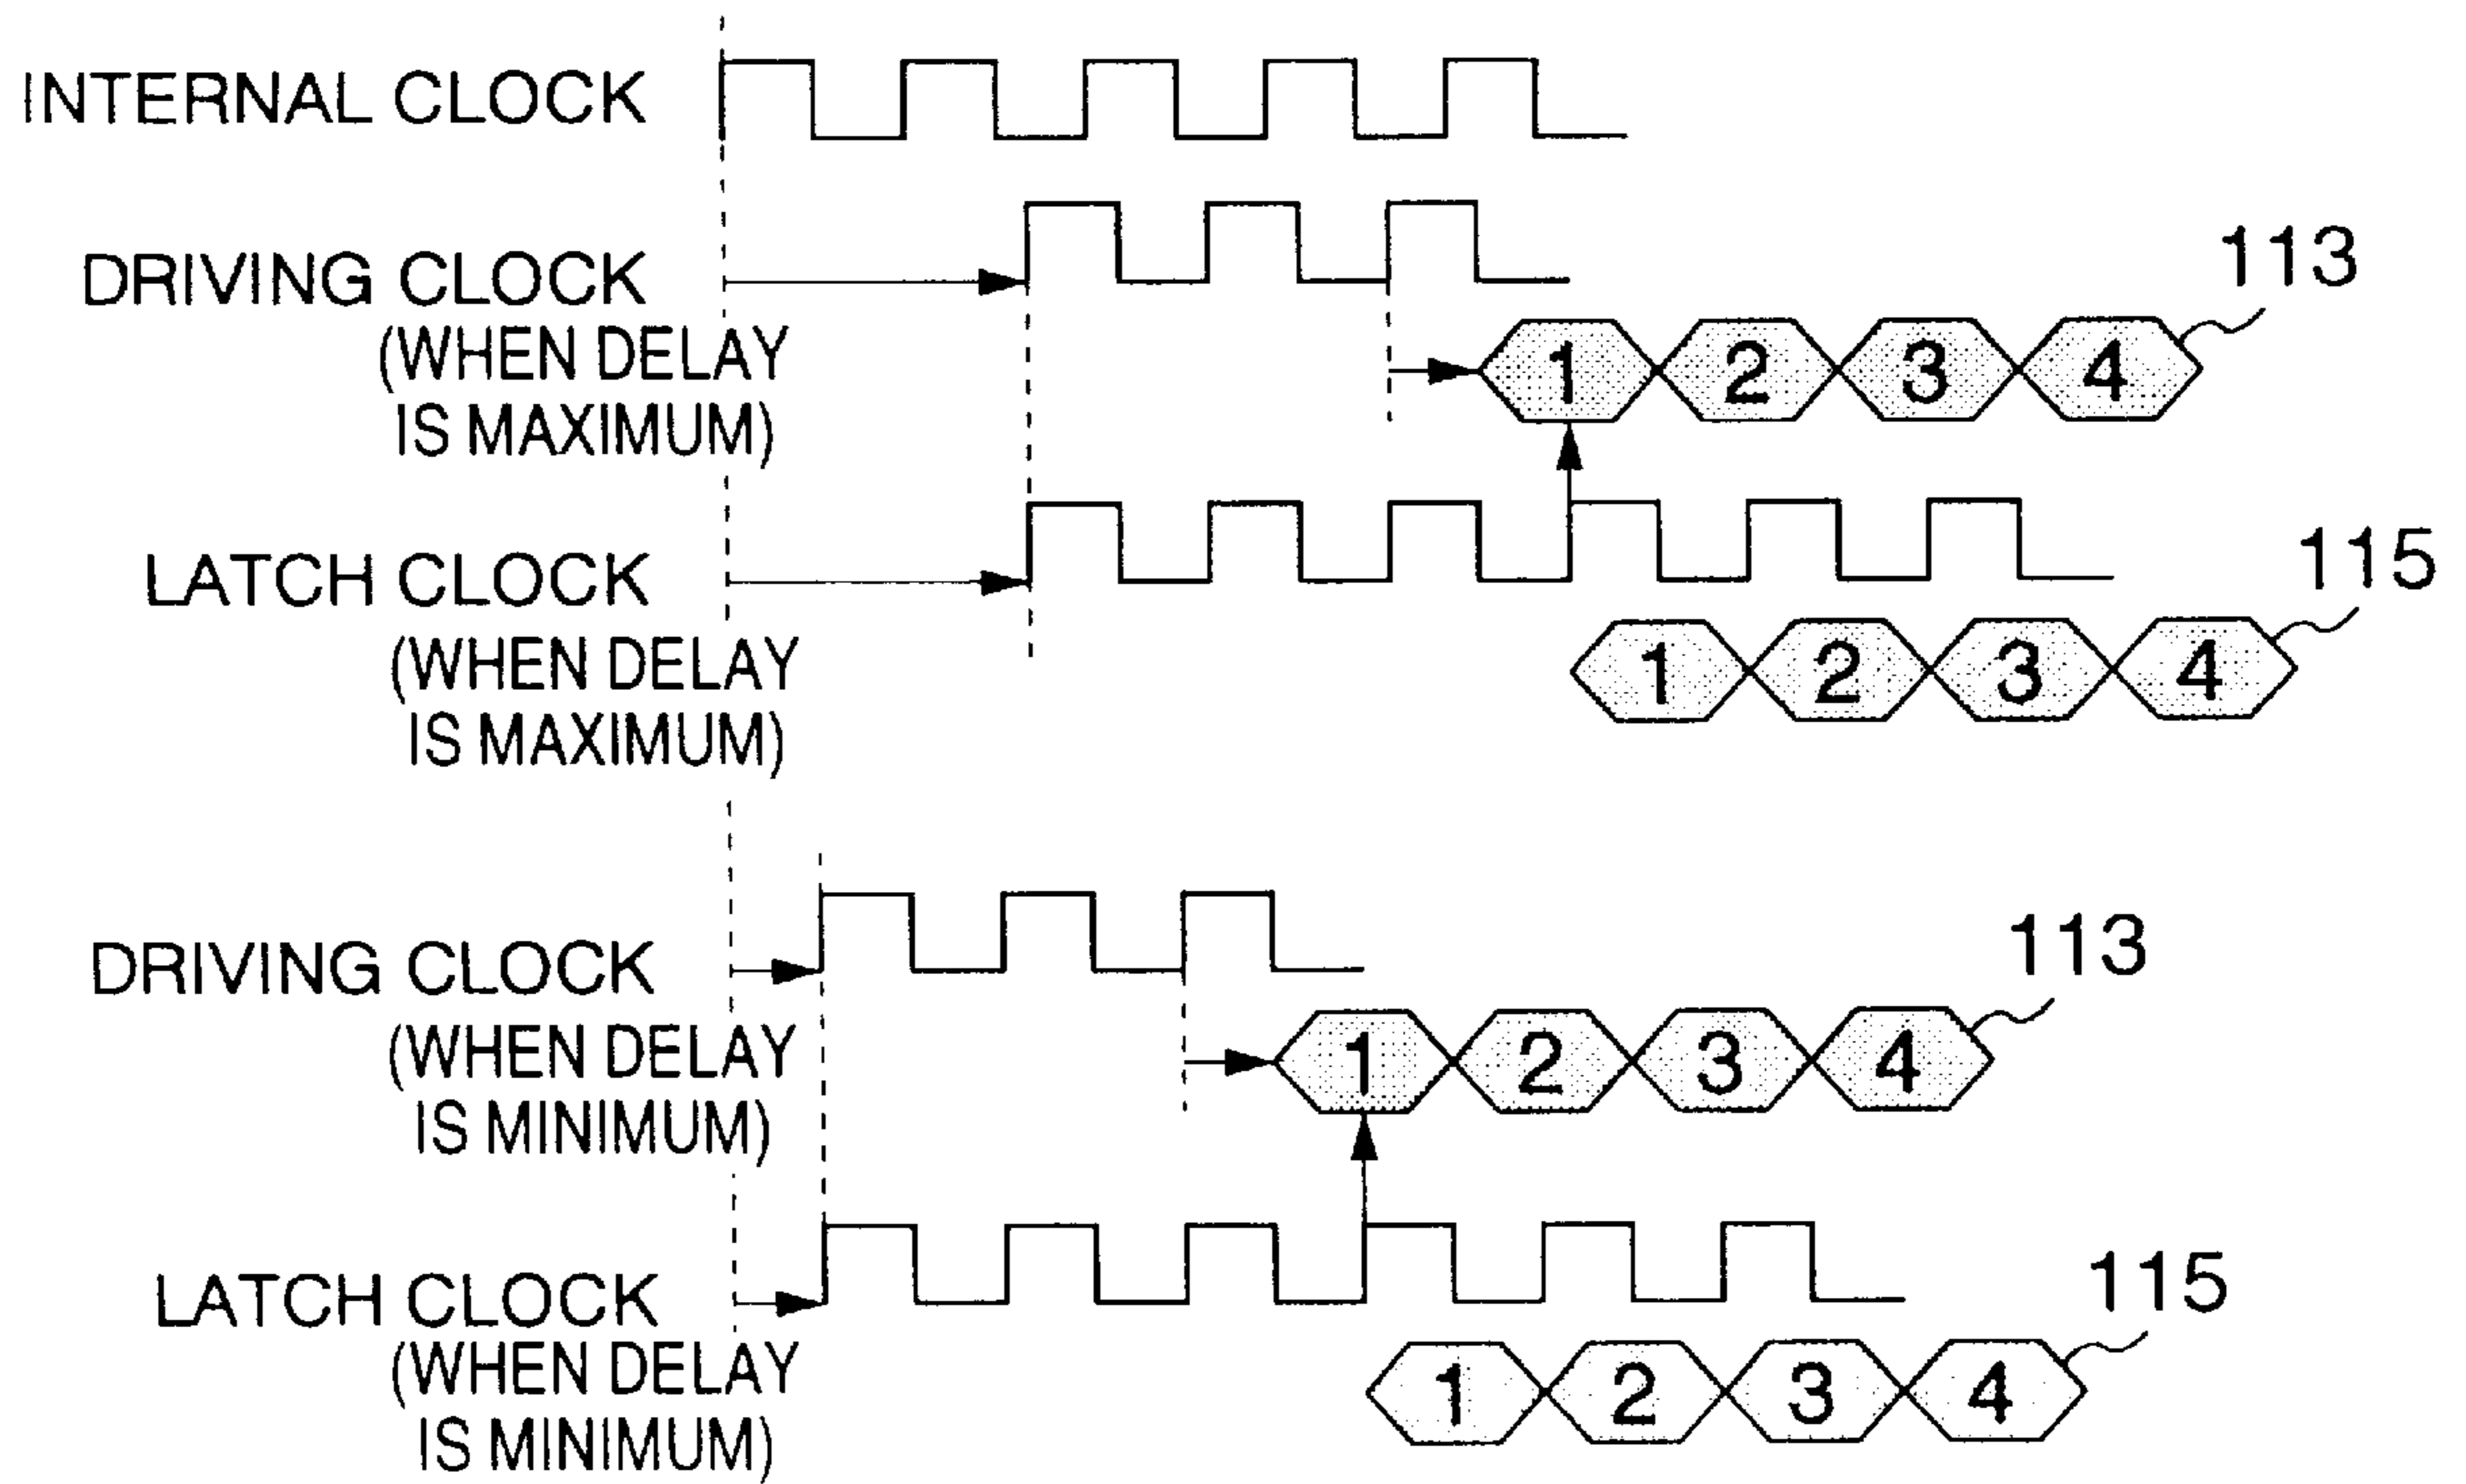 INTERNAL CLOCK
DRIVING CLOCK
(WHEN DELAY
IS MAXIMUM)
113
1 2 3 4
LATCH CLOCK
(WHEN DELAY
IS MAXIMUM)
115
1 2 3 4
DRIVING CLOCK
(WHEN DELAY
IS MINIMUM)
113
1 2 3 4
LATCH CLOCK
(WHEN DELAY
IS MINIMUM)
115
1 2 3 4